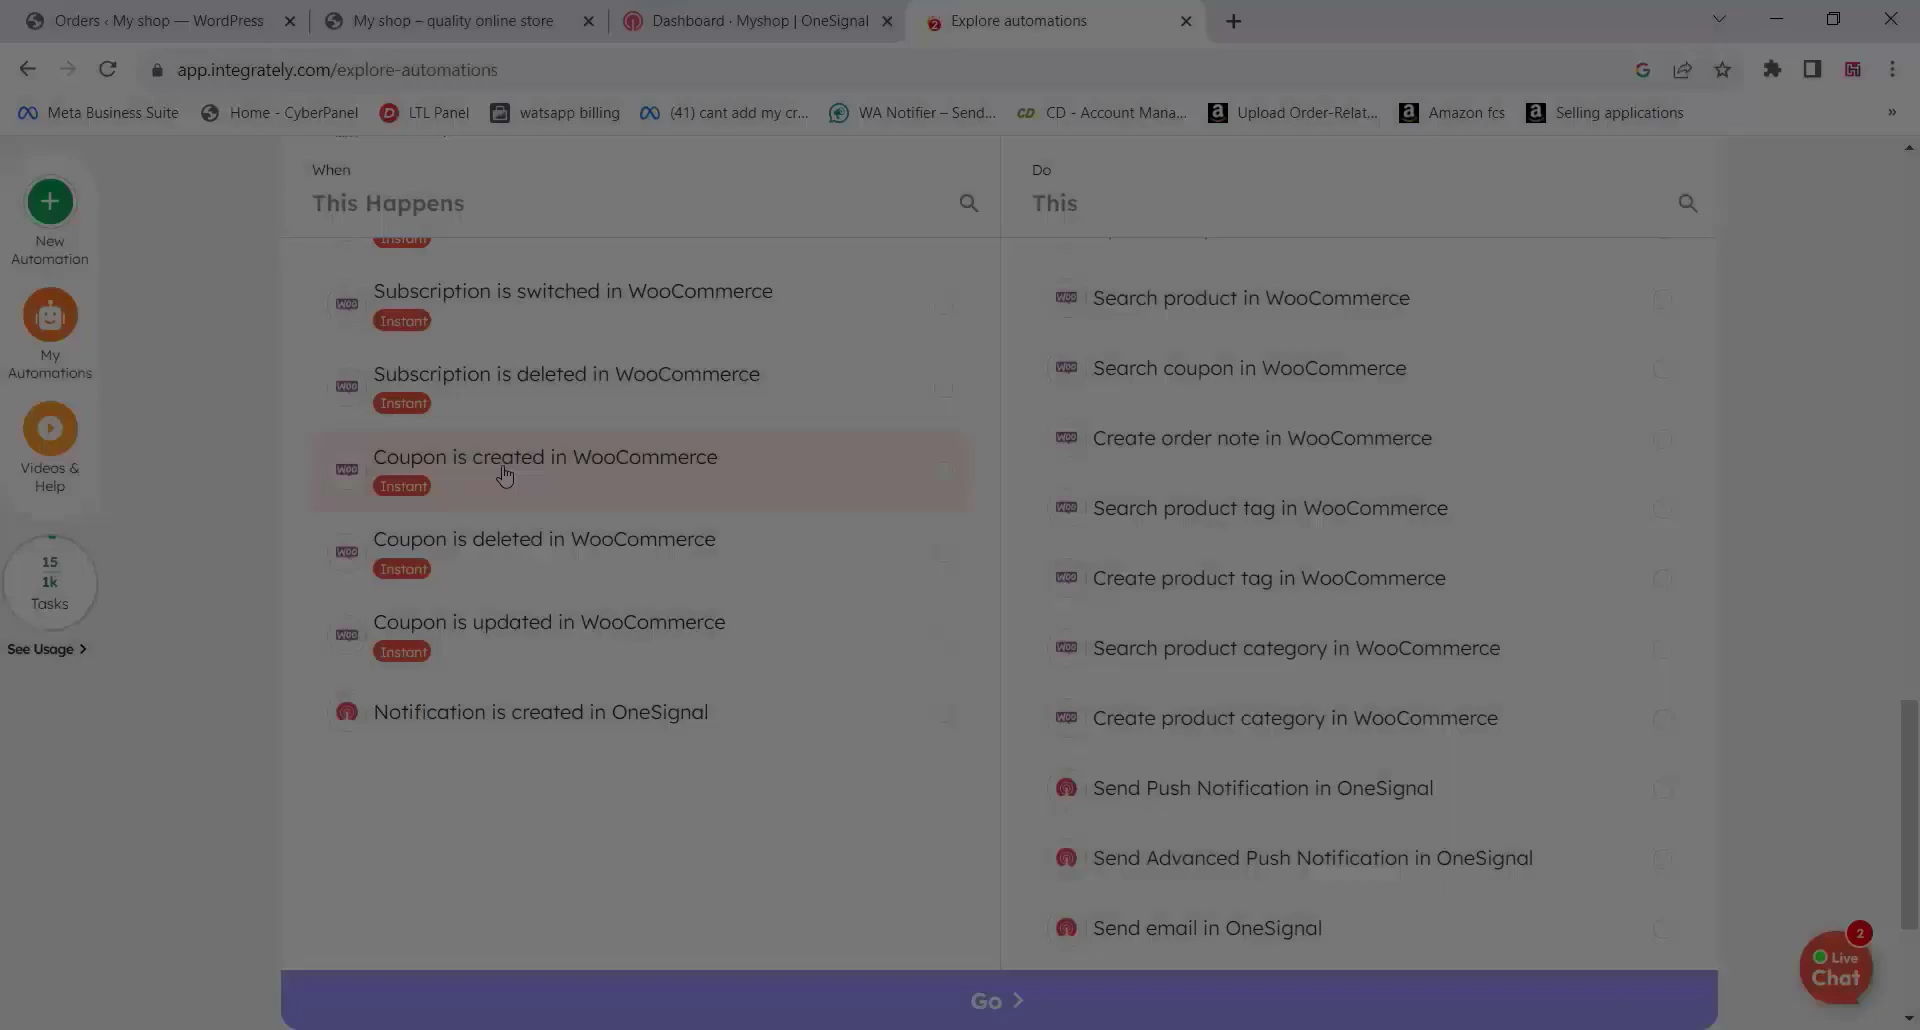 Orders ‹ My shop — WordPress
My shop – quality online store
Dashboard · Myshop | OneSignal
2
Explore automations
app.integrately.com/explore-automations
Meta Business Suite
Home - CyberPanel
LTL Panel
watsapp billing
(41) cant add my cr...
WA Notifier – Send...
CD
CD - Account Mana...
Upload Order-Relat...
Amazon fcs
Selling applications
»
New
Automation
My
Automations
Videos &
Help
15
1k
Tasks
See Usage
When
This Happens
Instant
Subscription is switched in WooCommerce
Instant
Subscription is deleted in WooCommerce
Instant
Coupon is created in WooCommerce
Instant
Coupon is deleted in WooCommerce
Instant
Coupon is updated in WooCommerce
Instant
Notification is created in OneSignal
Do
This
Search product in WooCommerce
Search coupon in WooCommerce
Create order note in WooCommerce
Search product tag in WooCommerce
Create product tag in WooCommerce
Search product category in WooCommerce
Create product category in WooCommerce
Send Push Notification in OneSignal
Send Advanced Push Notification in OneSignal
Send email in OneSignal
Go
2
Live
Chat